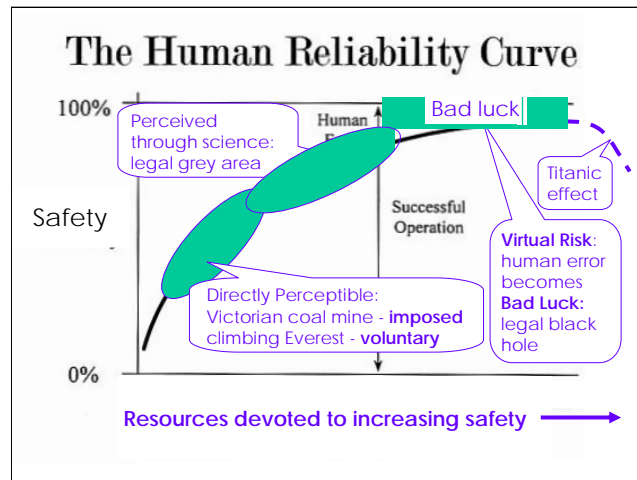 The Human Reliability Curve
100%
Bad luck
Human
Perceived
through science:
legal grey area
Titanic
effect
Safety
Successful
Operation
Virtual Risk:
human error
becomes
Bad Luck:
legal black
hole
Directly Perceptible:
Victorian coal mine - imposed
climbing Everest - voluntary
0%
Resources devoted to increasing safety